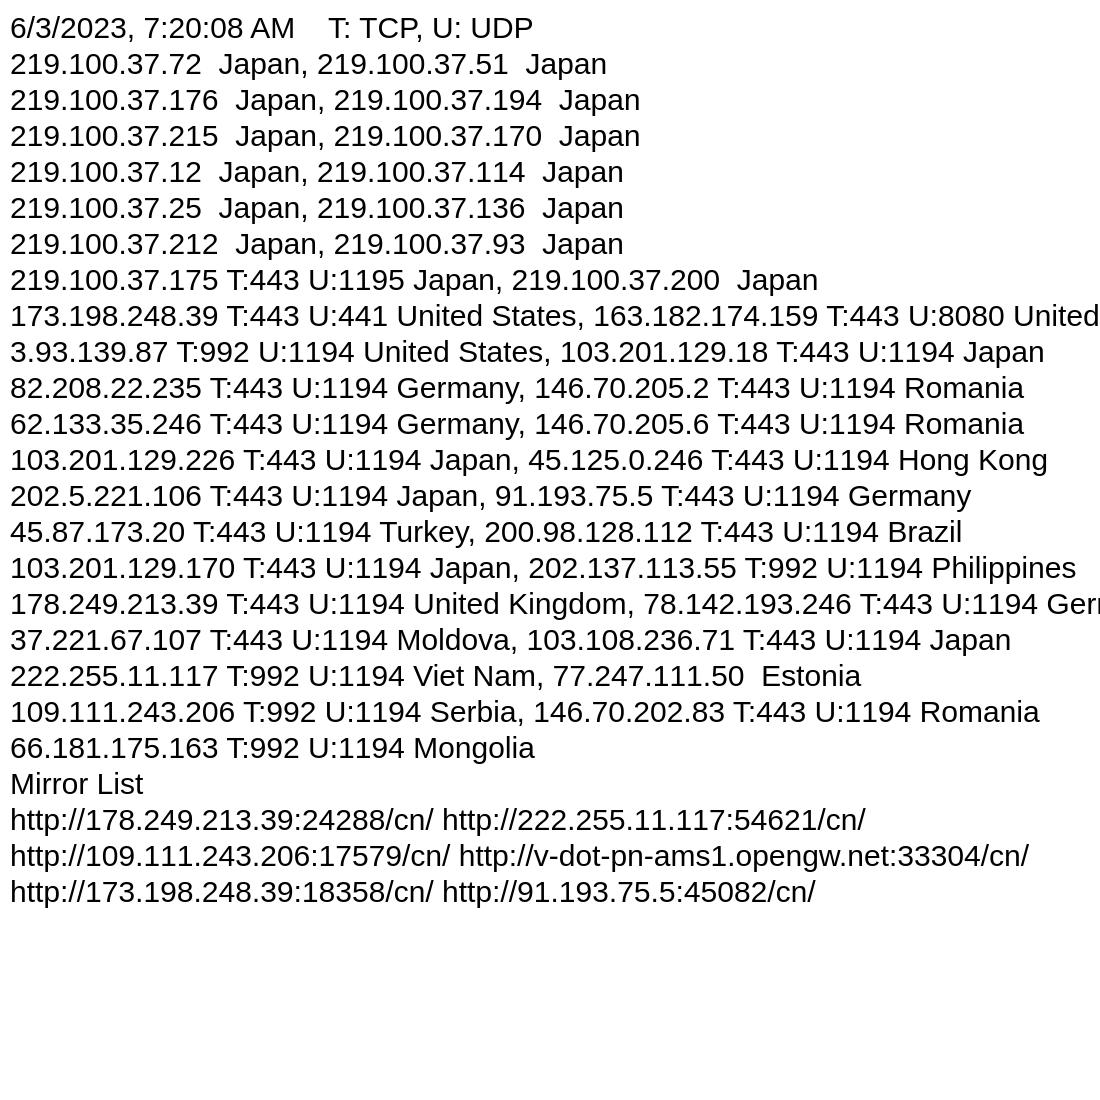 6/3/2023, 7:20:08 AM    T: TCP, U: UDP
219.100.37.72  Japan, 219.100.37.51  Japan
219.100.37.176  Japan, 219.100.37.194  Japan
219.100.37.215  Japan, 219.100.37.170  Japan
219.100.37.12  Japan, 219.100.37.114  Japan
219.100.37.25  Japan, 219.100.37.136  Japan
219.100.37.212  Japan, 219.100.37.93  Japan
219.100.37.175 T:443 U:1195 Japan, 219.100.37.200  Japan
173.198.248.39 T:443 U:441 United States, 163.182.174.159 T:443 U:8080 United
3.93.139.87 T:992 U:1194 United States, 103.201.129.18 T:443 U:1194 Japan
82.208.22.235 T:443 U:1194 Germany, 146.70.205.2 T:443 U:1194 Romania
62.133.35.246 T:443 U:1194 Germany, 146.70.205.6 T:443 U:1194 Romania
103.201.129.226 T:443 U:1194 Japan, 45.125.0.246 T:443 U:1194 Hong Kong
202.5.221.106 T:443 U:1194 Japan, 91.193.75.5 T:443 U:1194 Germany
45.87.173.20 T:443 U:1194 Turkey, 200.98.128.112 T:443 U:1194 Brazil
103.201.129.170 T:443 U:1194 Japan, 202.137.113.55 T:992 U:1194 Philippines
178.249.213.39 T:443 U:1194 United Kingdom, 78.142.193.246 T:443 U:1194
37.221.67.107 T:443 U:1194 Moldova, 103.108.236.71 T:443 U:1194 Japan
222.255.11.117 T:992 U:1194 Viet Nam, 77.247.111.50  Estonia
109.111.243.206 T:992 U:1194 Serbia, 146.70.202.83 T:443 U:1194 Romania
66.181.175.163 T:992 U:1194 Mongolia
Mirror List
http://178.249.213.39:24288/cn/ http://222.255.11.117:54621/cn/
http://109.111.243.206:17579/cn/ http://v-dot-pn-ams1.opengw.net:33304/cn/
http://173.198.248.39:18358/cn/ http://91.193.75.5:45082/cn/